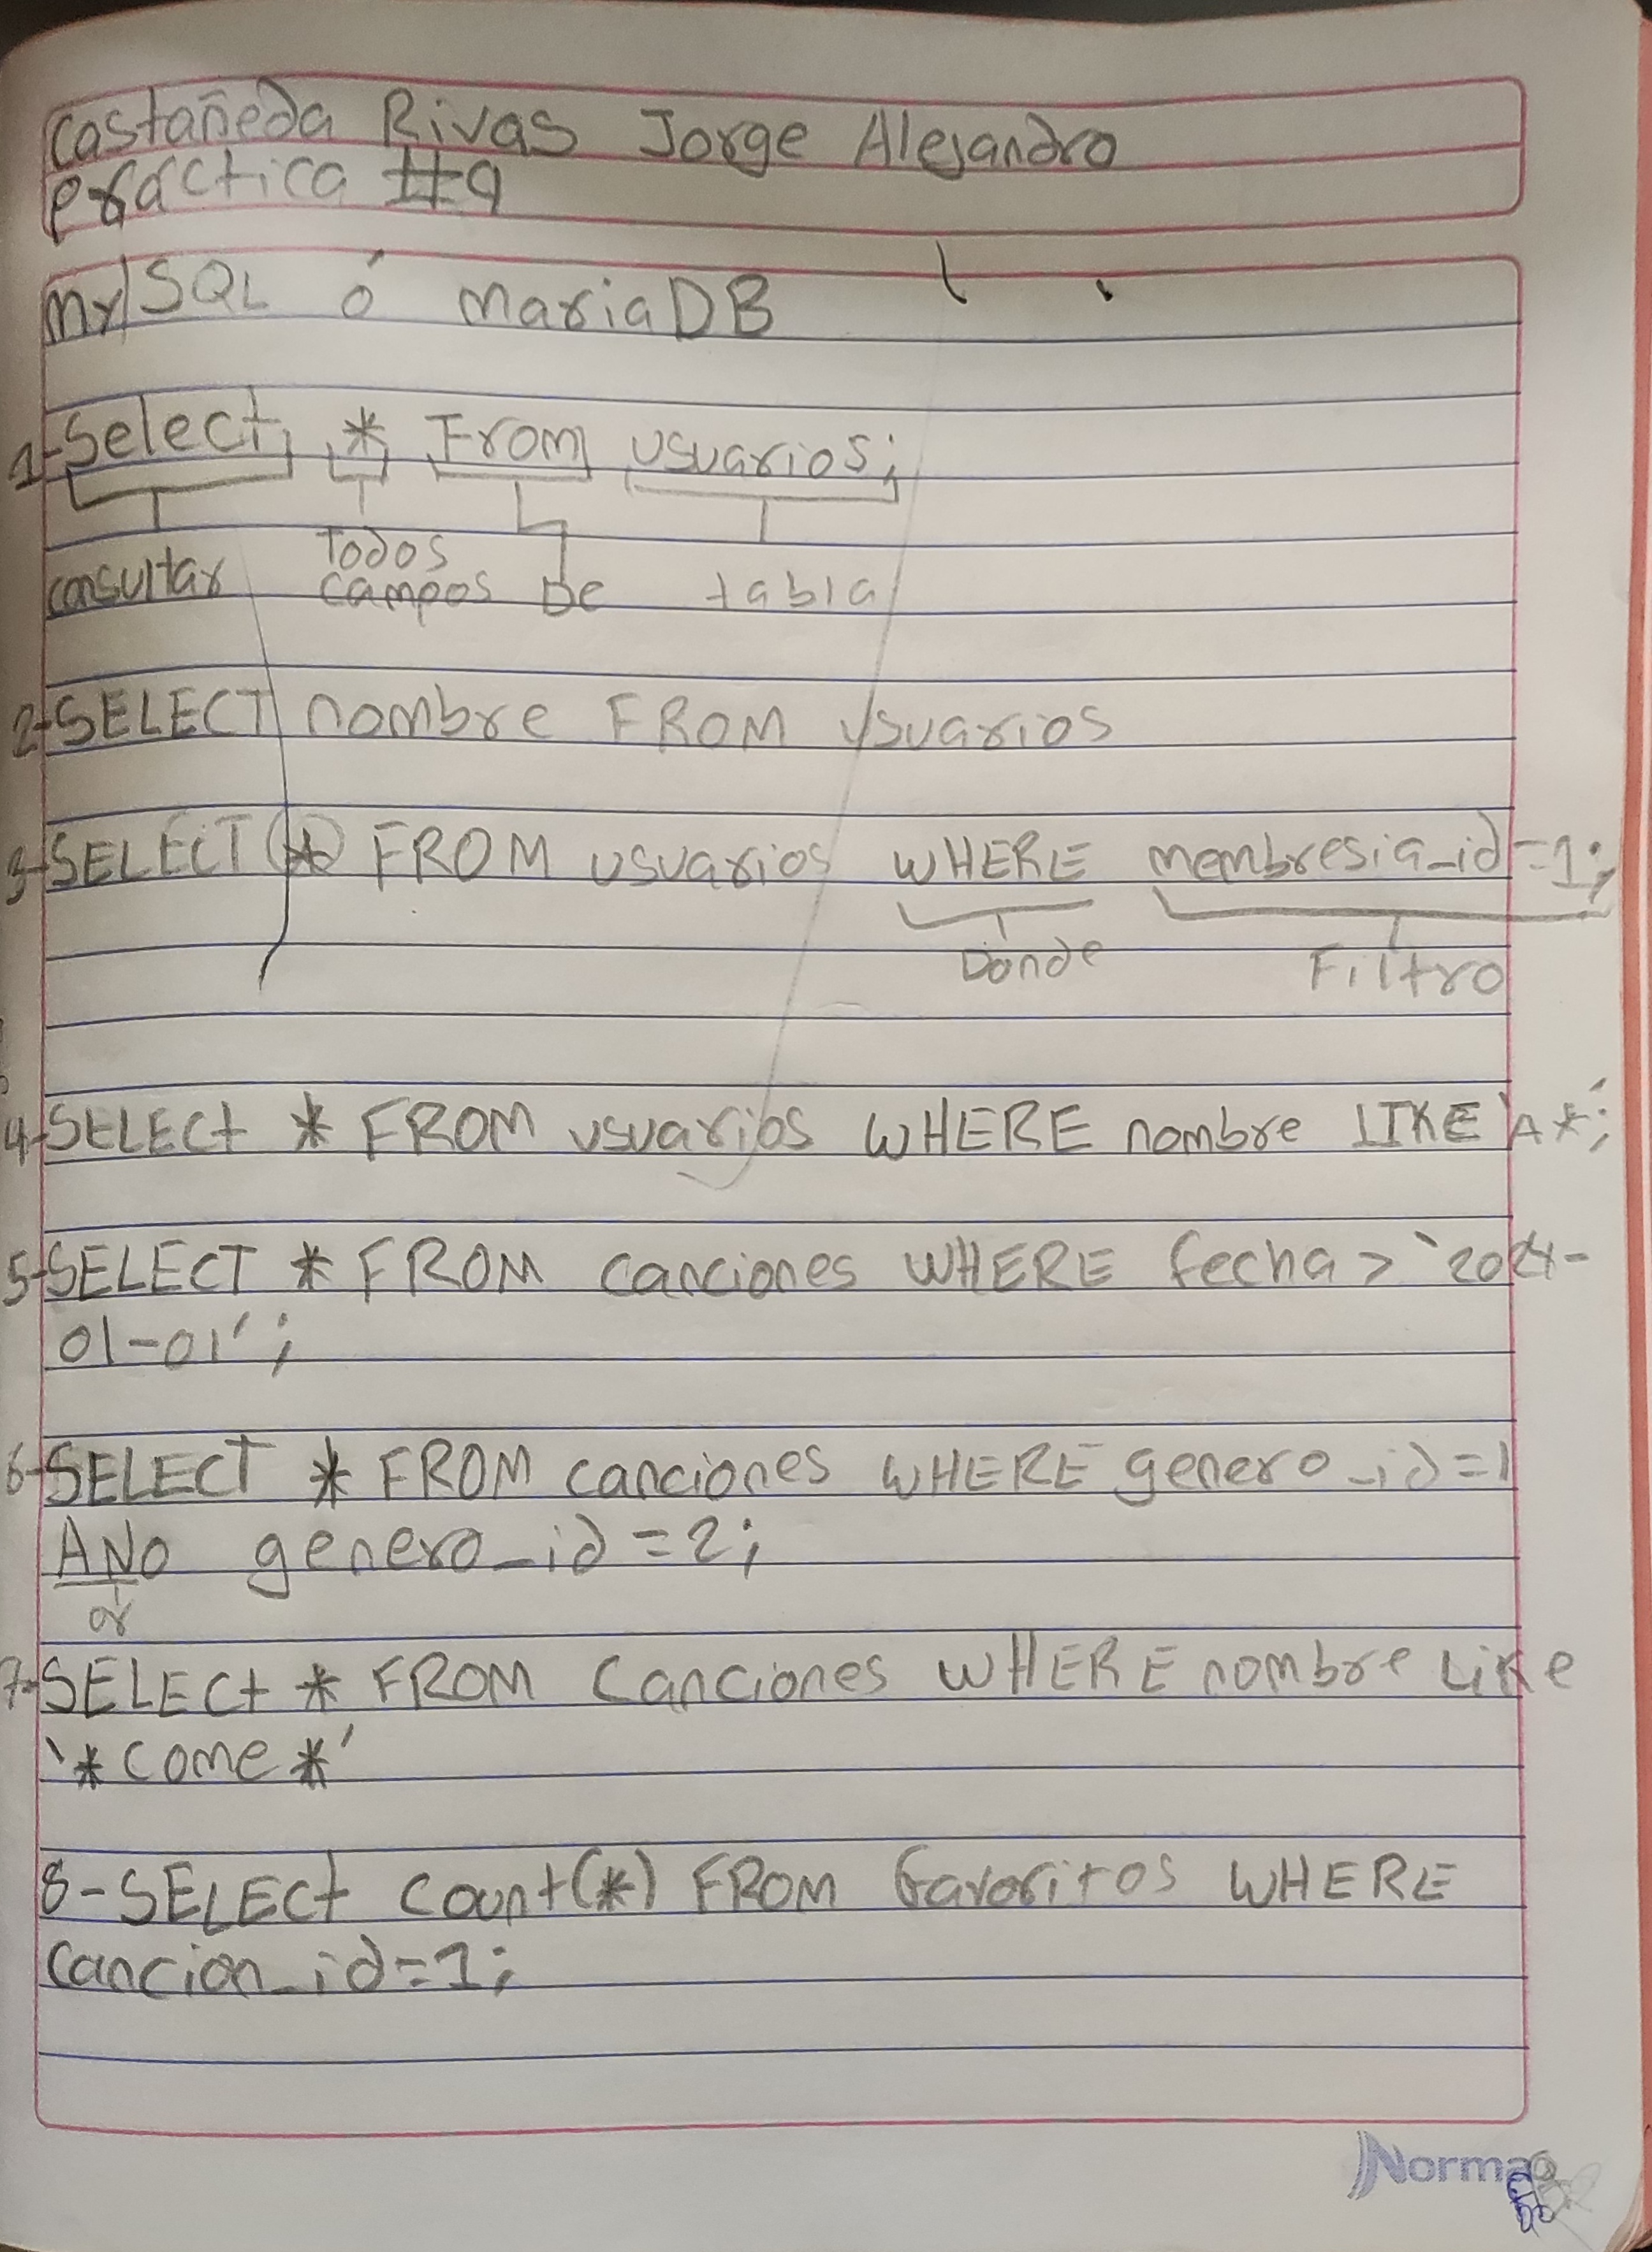 Castañeda Rivas Jorge Alejandro
Práctica #9
My/SQL ó MariaDB
1-Select * From usuarios;
consultar Todos campos De tabla
2-SELECT nombre FROM usuarios
3-SELECT * FROM usuarios WHERE membresia_id=1;
Donde Filtro
4-SELECt * FROM usuarios WHERE nombre LIKE 'A*';
5-SELECT * FROM canciones WHERE fecha > '2021-
01-01';
6-SELECT * FROM canciones WHERE genero_id=1
AND genero_id=2;
or
7-SELECt * FROM Canciones WHERE nombre Like
'*come*'
8-SELECt count(*) FROM favoritos WHERE
cancion_id=1;
Norma